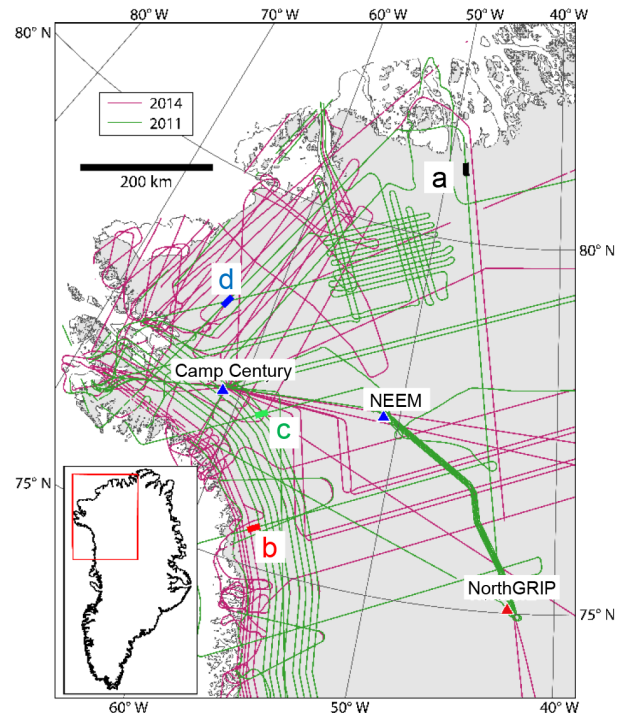 80° W
70° W
60° W
50° W
40° W
80° N
2014
2011
200 km
a
80° N
d
Camp Century
NEEM
c
75° N
b
NorthGRIP
75° N
60° W
50° W
40° W